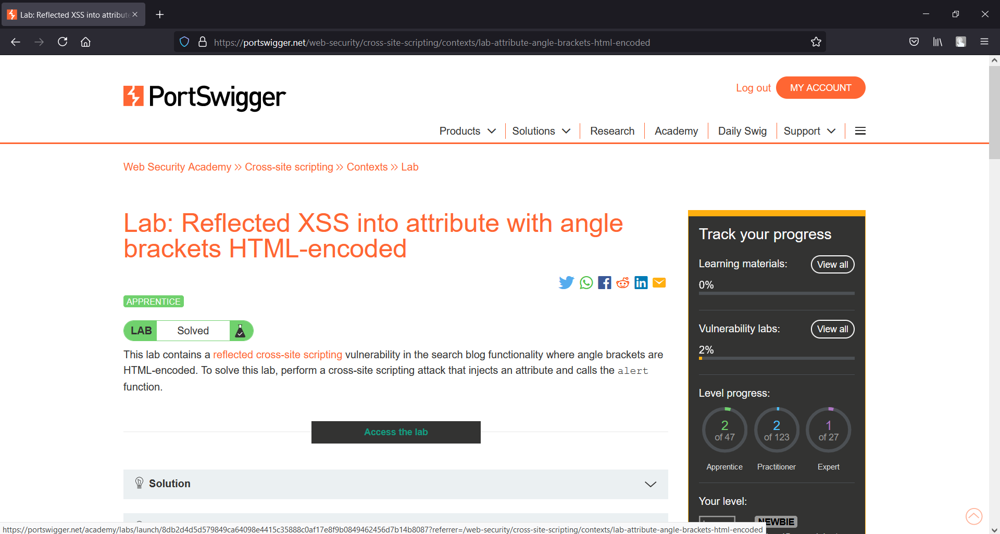 Lab: Reflected XSS into attribute
https://portswigger.net/web-security/cross-site-scripting/contexts/lab-attribute-angle-brackets-html-encoded
PortSwigger
Log out MY ACCOUNT
Products Solutions Research Academy Daily Swig Support
Web Security Academy >> Cross-site scripting >> Contexts >> Lab
Lab: Reflected XSS into attribute with angle
brackets HTML-encoded
APPRENTICE
LAB Solved
This lab contains a reflected cross-site scripting vulnerability in the search blog functionality where angle brackets are
HTML-encoded. To solve this lab, perform a cross-site scripting attack that injects an attribute and calls the alert
function.
Access the lab
Solution
Track your progress
Learning materials: View all
0%
Vulnerability labs: View all
2%
Level progress:
2 2 1
of 47 of 123 of 27
Apprentice Practitioner Expert
Your level:
NEWBIE
https://portswigger.net/academy/labs/launch/8db2d4d5d579849ca64098e4415c35888c0af17e8f9b0849462456d7b14b8087?referrer=/web-security/cross-site-scripting/contexts/lab-attribute-angle-brackets-html-encoded